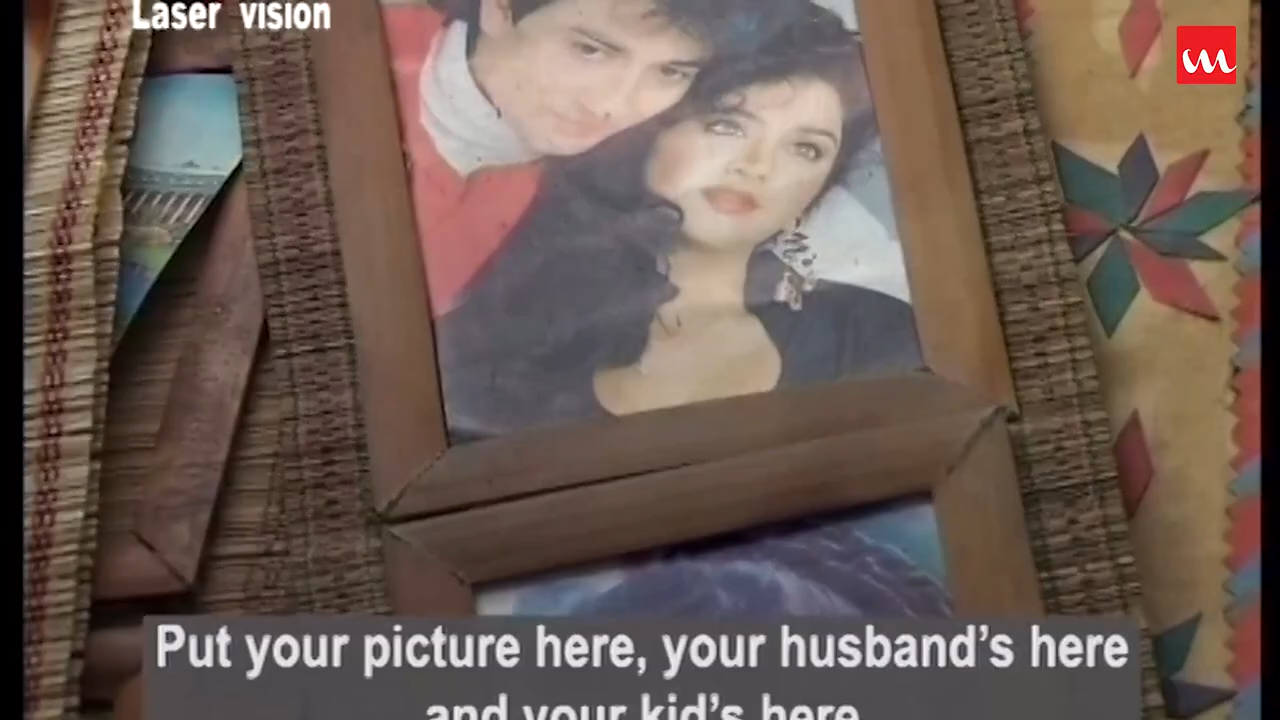 Laser vision
Put your picture here, your husband's here
and your kid's here